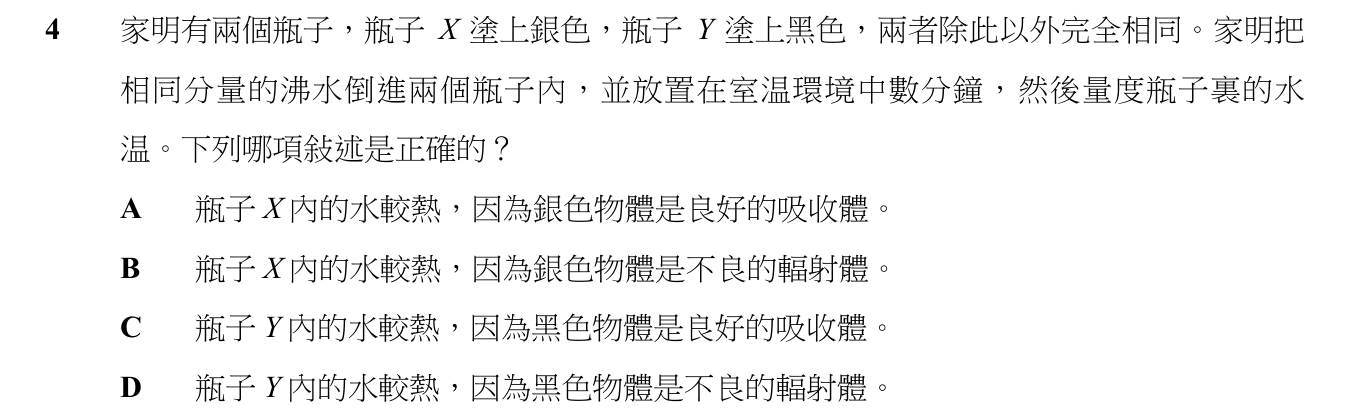 4 家明有兩個瓶子，瓶子 X 塗上銀色，瓶子 Y 塗上黑色，兩者除此以外完全相同。家明把
相同分量的沸水倒進兩個瓶子內，並放置在室温環境中數分鐘，然後量度瓶子裏的水
温。下列哪項敍述是正確的？
A 瓶子 X 內的水較熱，因為銀色物體是良好的吸收體。
B 瓶子 X 內的水較熱，因為銀色物體是不良的輻射體。
C 瓶子 Y 內的水較熱，因為黑色物體是良好的吸收體。
D 瓶子 Y 內的水較熱，因為黑色物體是不良的輻射體。